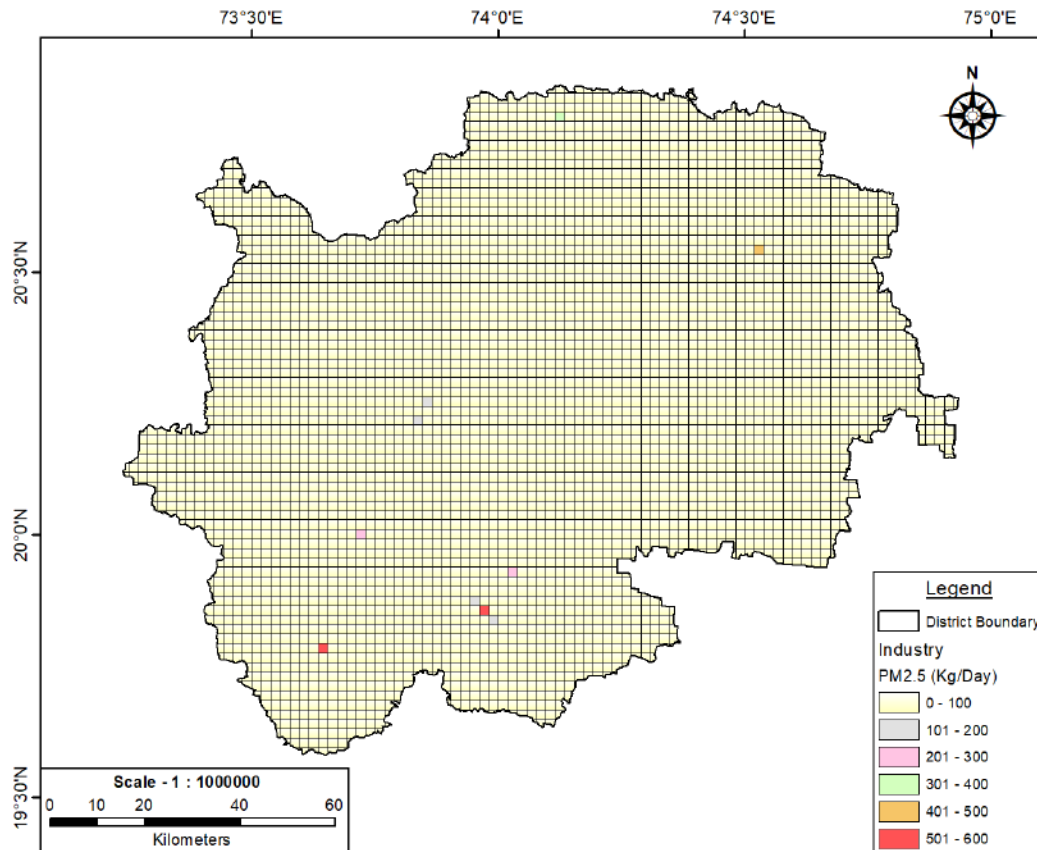 73°30'E 74°0'E 74°30'E 75°0'E
N
20°30'N
20°0'N
19°30'N
Legend
District Boundary
Industry
PM2.5 (Kg/Day)
0 - 100
101 - 200
201 - 300
301 - 400
401 - 500
501 - 600
Scale - 1 : 1000000
0 10 20 40 60
Kilometers